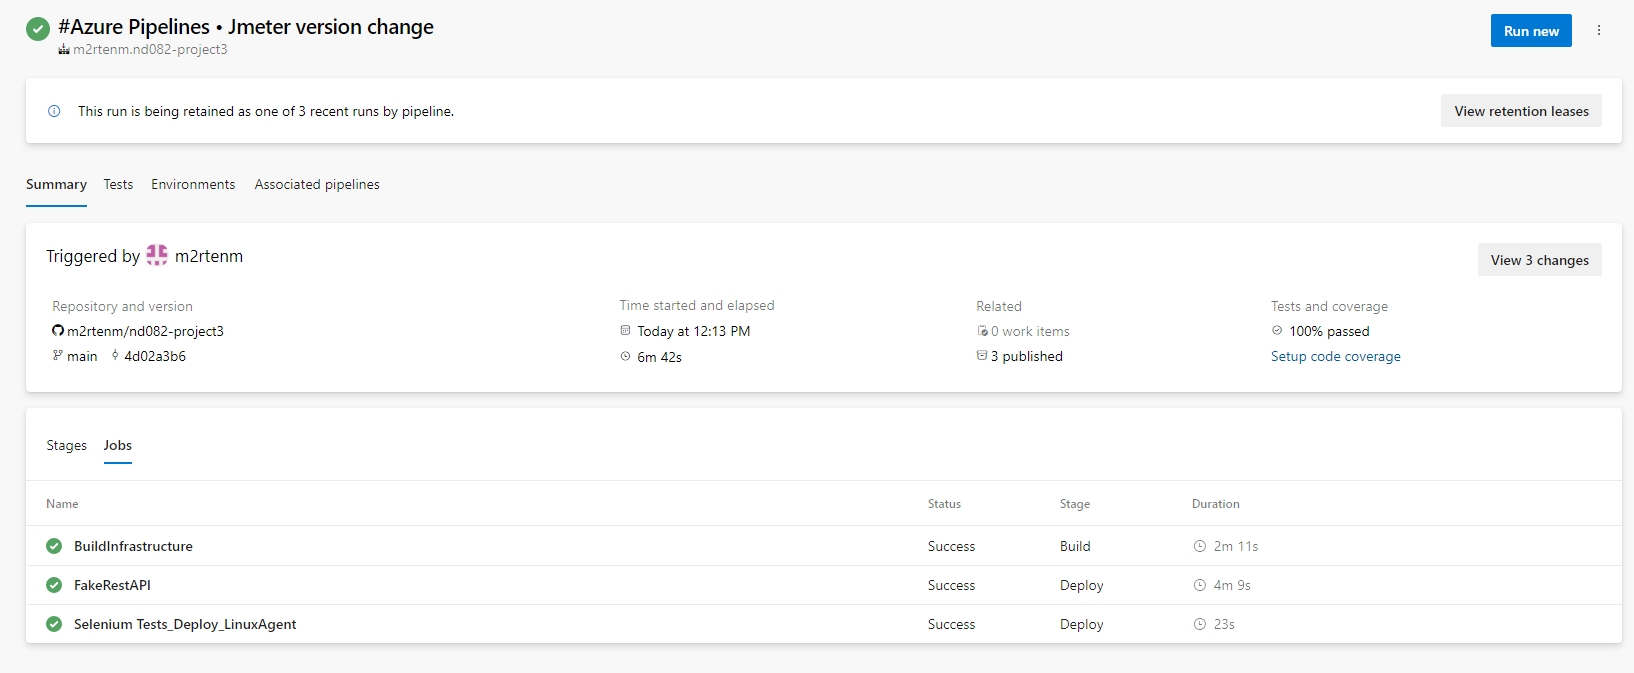 #Azure Pipelines • Jmeter version change
m2rtenm.nd082-project3
Run new
This run is being retained as one of 3 recent runs by pipeline.
View retention leases
Summary Tests Environments Associated pipelines
Triggered by m2rtenm
View 3 changes
Repository and version
m2rtenm/nd082-project3
main 4d02a3b6
Time started and elapsed
Today at 12:13 PM
6m 42s
Related
0 work items
3 published
Tests and coverage
100% passed
Setup code coverage
Stages Jobs
Name Status Stage Duration
BuildInfrastructure Success Build 2m 11s
FakeRestAPI Success Deploy 4m 9s
Selenium Tests_Deploy_LinuxAgent Success Deploy 23s